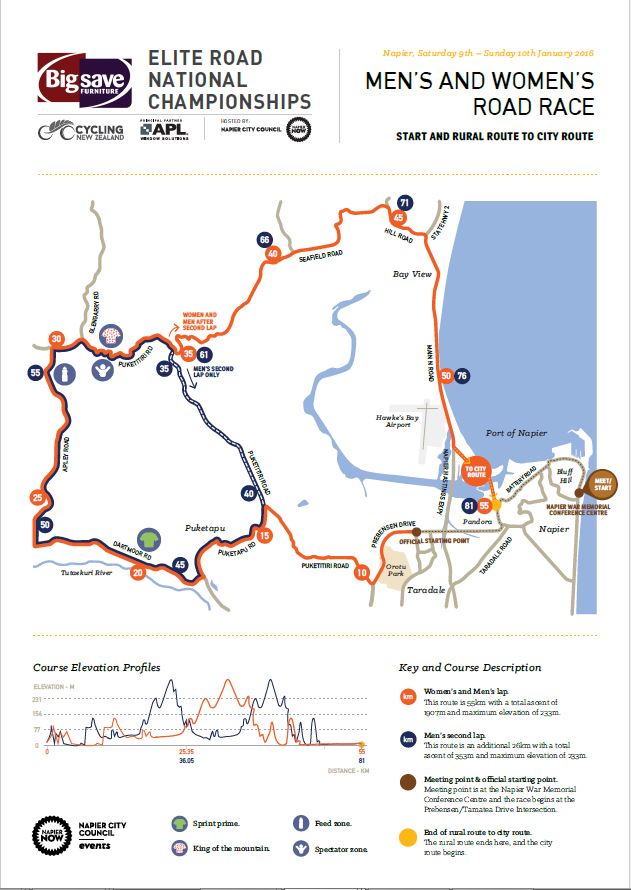 Big save
FURNITURE
ELITE ROAD
NATIONAL
CHAMPIONSHIPS
CYCLING
NEW ZEALAND
PRINCIPAL PARTNER
APL
WINDOW SOLUTIONS
HOSTED BY:
NAPIER CITY COUNCIL
NAPIER
NOW
Napier, Saturday 9th – Sunday 10th January 2016
MEN'S AND WOMEN'S
ROAD RACE
START AND RURAL ROUTE TO CITY ROUTE
71
45
HILL ROAD
STATE HWY 2
66
40
SEAFIELD ROAD
Bay View
GLENGARRY RD
WOMEN AND
MEN AFTER
SECOND LAP
30
PUKETITIRI RD
35
61
55
35
MEN'S SECOND
LAP ONLY
MAIN N ROAD
50
76
Hawke's Bay
Airport
Port of Napier
APLEY ROAD
PUKETITIRI ROAD
NAPIER HASTINGS EXPY
TO CITY
ROUTE
BATTERY ROAD
Bluff
Hill
MEET/
START
25
40
81
55
NAPIER WAR MEMORIAL
CONFERENCE CENTRE
50
Puketapu
15
PREBENSEN DRIVE
Pandora
Napier
OFFICIAL STARTING POINT
DARTMOOR RD
PUKETAPU RD
45
PUKETITIRI ROAD
10
Orotu
Park
TARADALE ROAD
Tutaekuri River
20
Taradale
Course Elevation Profiles
ELEVATION – M
231
154
77
0
0
25.35
55
36.05
81
DISTANCE - KM
Key and Course Description
km
Women's and Men's lap.
This route is 55km with a total ascent of
1907m and maximum elevation of 233m.
km
Men's second lap.
This route is an additional 26km with a total
ascent of 353m and maximum elevation of 233m.
Meeting point & official starting point.
Meeting point is at the Napier War Memorial
Conference Centre and the race begins at the
Prebensen/Tamatea Drive Intersection.
End of rural route to city route.
The rural route ends here, and the city
route begins.
NAPIER
NOW
NAPIER CITY
COUNCIL
events
Sprint prime.
Feed zone.
King of the mountain.
Spectator zone.